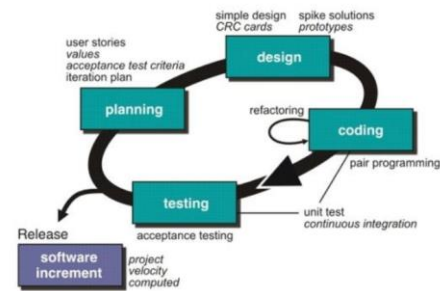 simple design
CRC cards
spike solutions
prototypes
user stories
values
acceptance test criteria
iteration plan
design
planning
refactoring
coding
pair programming
testing
unit test
continuous integration
acceptance testing
Release
software
increment
project
velocity
computed